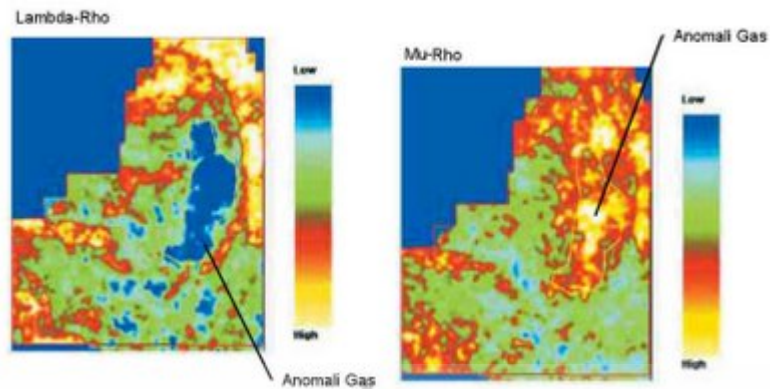 Lambda-Rho
Low
High
Anomali Gas
Anomali Gas
Mu-Rho
Low
High